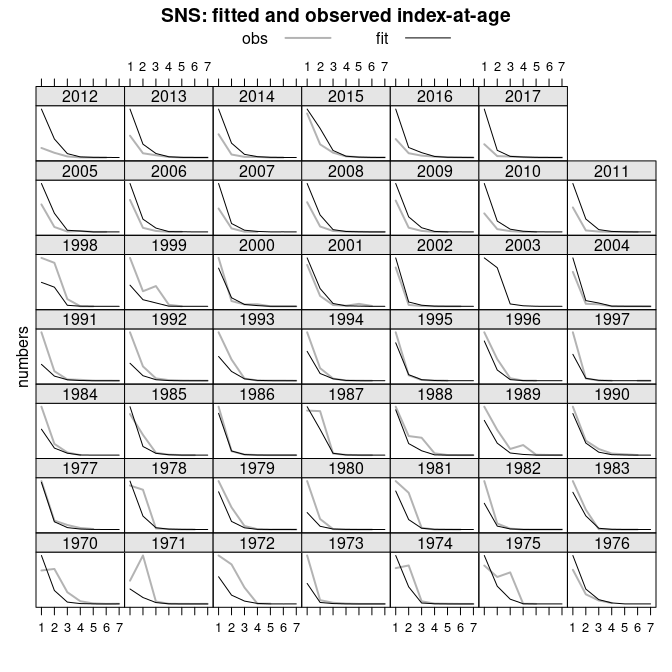 SNS: fitted and observed index-at-age
obs fit
1 2 3 4 5 6 7 1 2 3 4 5 6 7 1 2 3 4 5 6 7
2012 2013 2014 2015 2016 2017
2005 2006 2007 2008 2009 2010 2011
1998 1999 2000 2001 2002 2003 2004
numbers
1991 1992 1993 1994 1995 1996 1997
1984 1985 1986 1987 1988 1989 1990
1977 1978 1979 1980 1981 1982 1983
1970 1971 1972 1973 1974 1975 1976
1 2 3 4 5 6 7 1 2 3 4 5 6 7 1 2 3 4 5 6 7 1 2 3 4 5 6 7